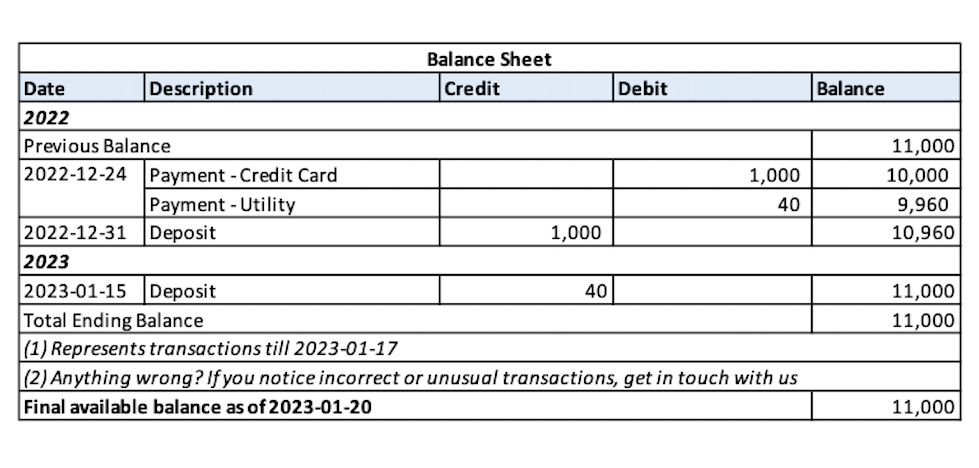 Balance Sheet
Date Description Credit Debit Balance
2022
Previous Balance 11,000
2022-12-24 Payment - Credit Card 1,000 10,000
Payment - Utility 40 9,960
2022-12-31 Deposit 1,000 10,960
2023
2023-01-15 Deposit 40 11,000
Total Ending Balance 11,000
(1) Represents transactions till 2023-01-17
(2) Anything wrong? If you notice incorrect or unusual transactions, get in touch with us
Final available balance as of 2023-01-20 11,000